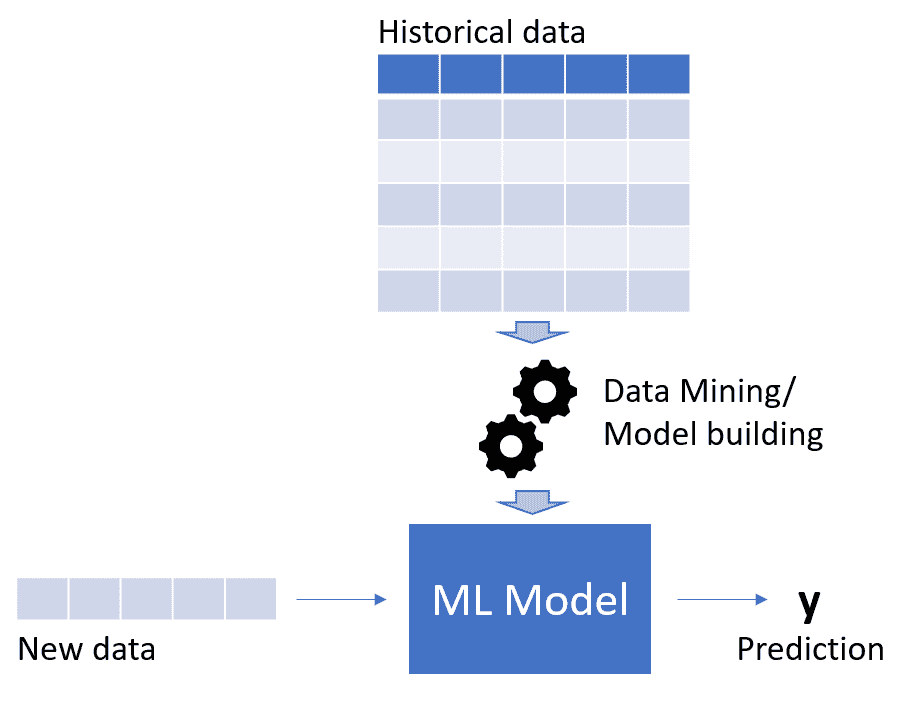 Historical data
Data Mining/
Model building
ML Model
New data
y
Prediction